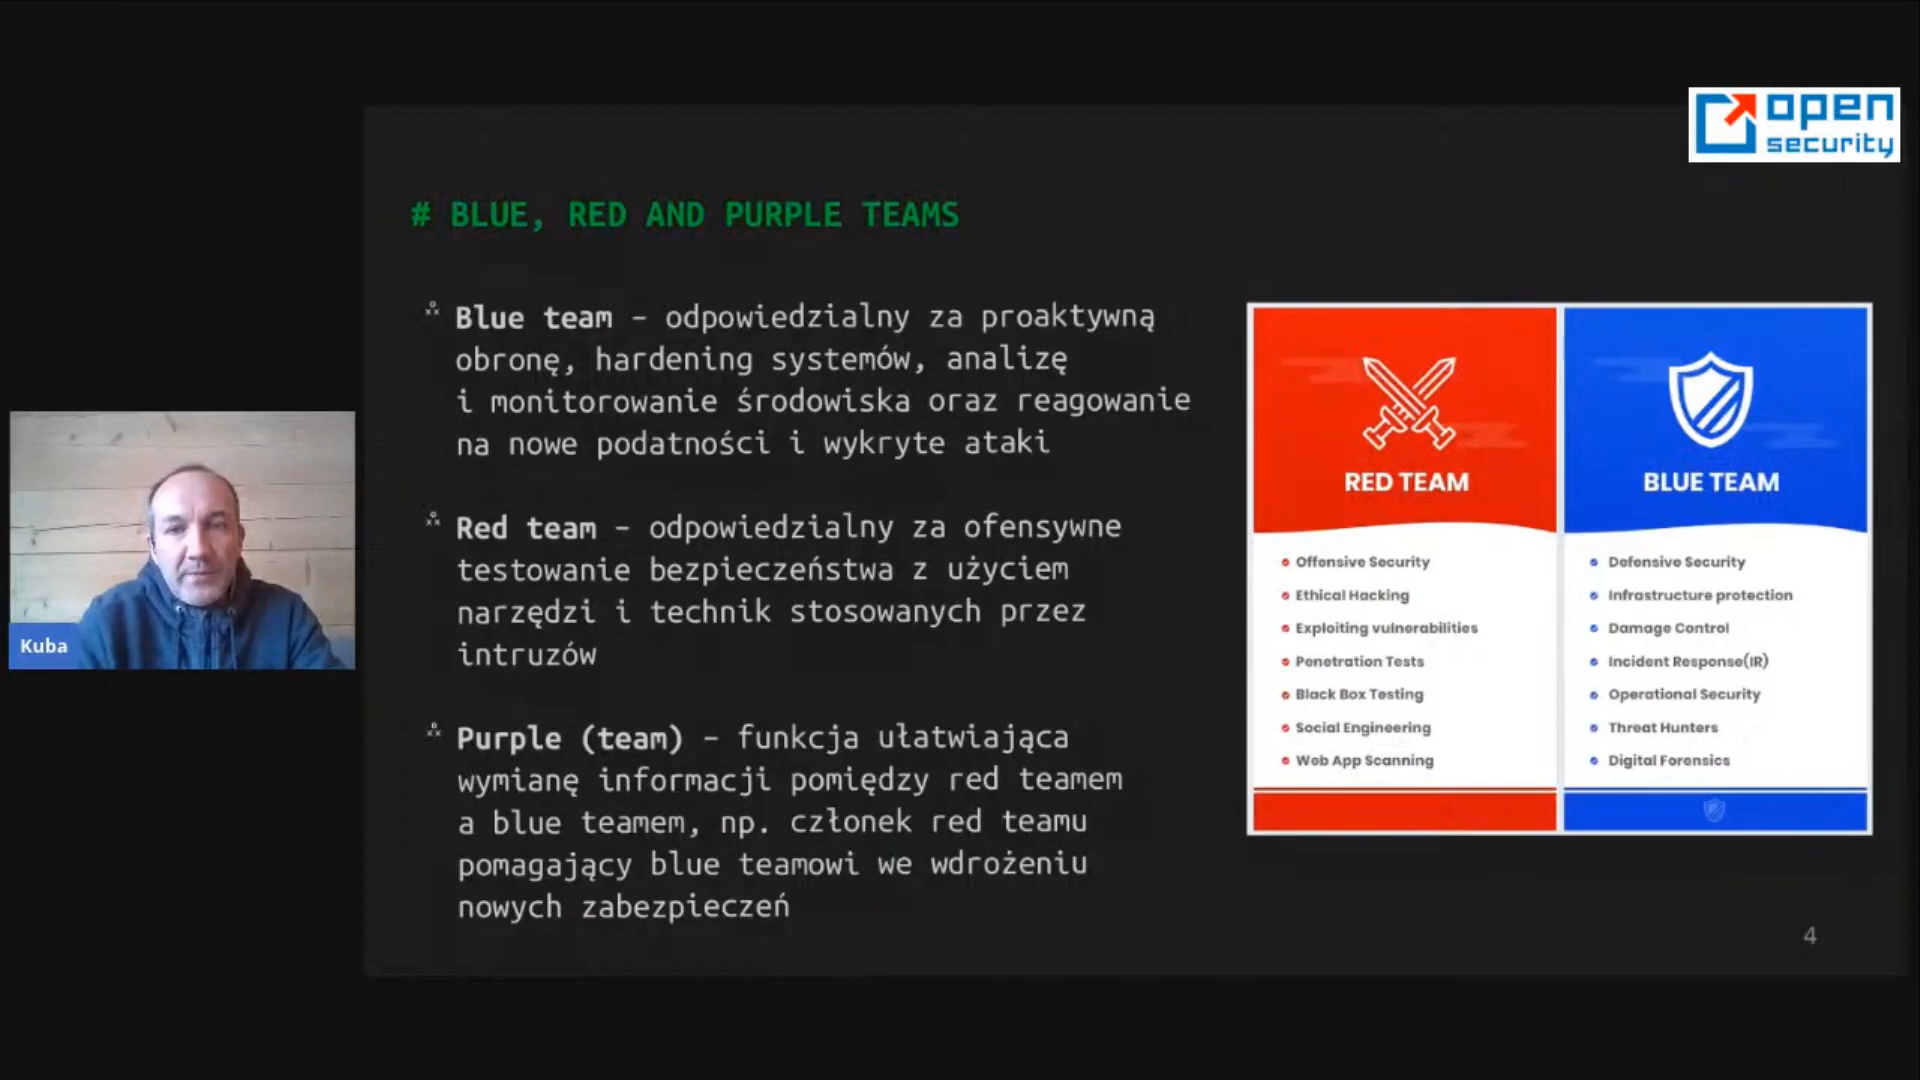 open
security
# BLUE, RED AND PURPLE TEAMS
Blue team – odpowiedzialny za proaktywną
obronę, hardening systemów, analizę
i monitorowanie środowiska oraz reagowanie
na nowe podatności i wykryte ataki
Red team – odpowiedzialny za ofensywne
testowanie bezpieczeństwa z użyciem
narzędzi i technik stosowanych przez
intruzów
Purple (team) – funkcja ułatwiająca
wymianę informacji pomiędzy red teamem
a blue teamem, np. członek red teamu
pomagający blue teamowi we wdrożeniu
nowych zabezpieczeń
RED TEAM
Offensive Security
Ethical Hacking
Exploiting vulnerabilities
Penetration Tests
Black Box Testing
Social Engineering
Web App Scanning
BLUE TEAM
Defensive Security
Infrastructure protection
Damage Control
Incident Response(IR)
Operational Security
Threat Hunters
Digital Forensics
Kuba
4